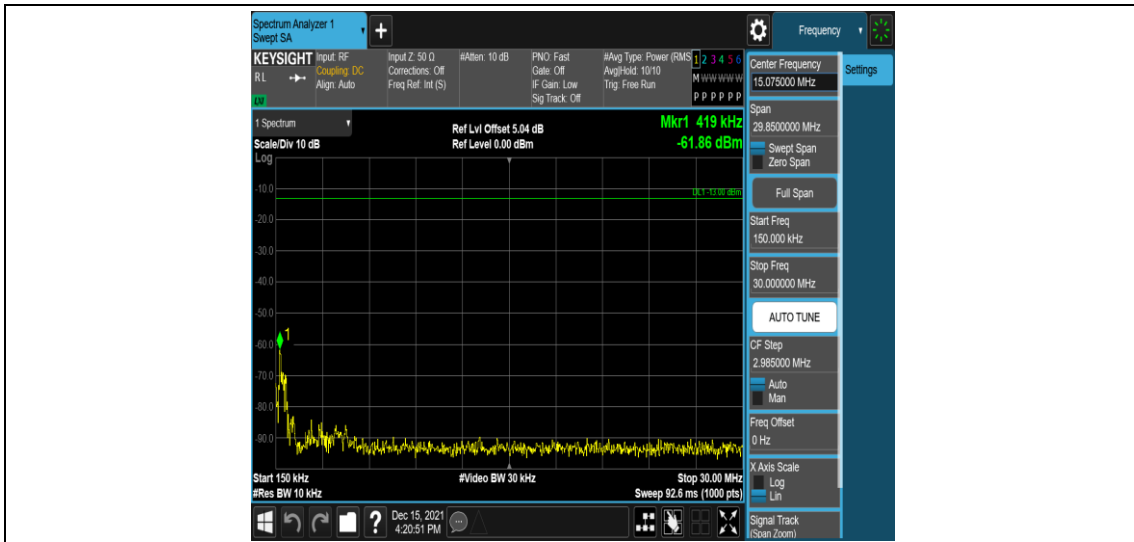 Spectrum Analyzer 1
Swept SA
+
Frequency
KEYSIGHT
RL
LXI
Input: RF
Coupling: DC
Align: Auto
Input Z: 50 Ω
Corrections: Off
Freq Ref: Int (S)
#Atten: 10 dB
PNO: Fast
Gate: Off
IF Gain: Low
Sig Track: Off
#Avg Type: Power (RMS
Avg|Hold: 10/10
Trig: Free Run
1 2 3 4 5 6
M W W W W W
P P P P P P
1 Spectrum
Scale/Div 10 dB
Log
Ref Lvl Offset 5.04 dB
Ref Level 0.00 dBm
Mkr1 419 kHz
-61.86 dBm
DL1 -13.00 dBm
-10.0
-20.0
-30.0
-40.0
-50.0
-60.0
1
-70.0
-80.0
-90.0
Start 150 kHz
#Res BW 10 kHz
#Video BW 30 kHz
Stop 30.00 MHz
Sweep 92.6 ms (1000 pts)
?
Dec 15, 2021
4:20:51 PM
Center Frequency
15.075000 MHz
Settings
Span
29.8500000 MHz
Swept Span
Zero Span
Full Span
Start Freq
150.000 kHz
Stop Freq
30.000000 MHz
AUTO TUNE
CF Step
2.985000 MHz
Auto
Man
Freq Offset
0 Hz
X Axis Scale
Log
Lin
Signal Track
(Span Zoom)